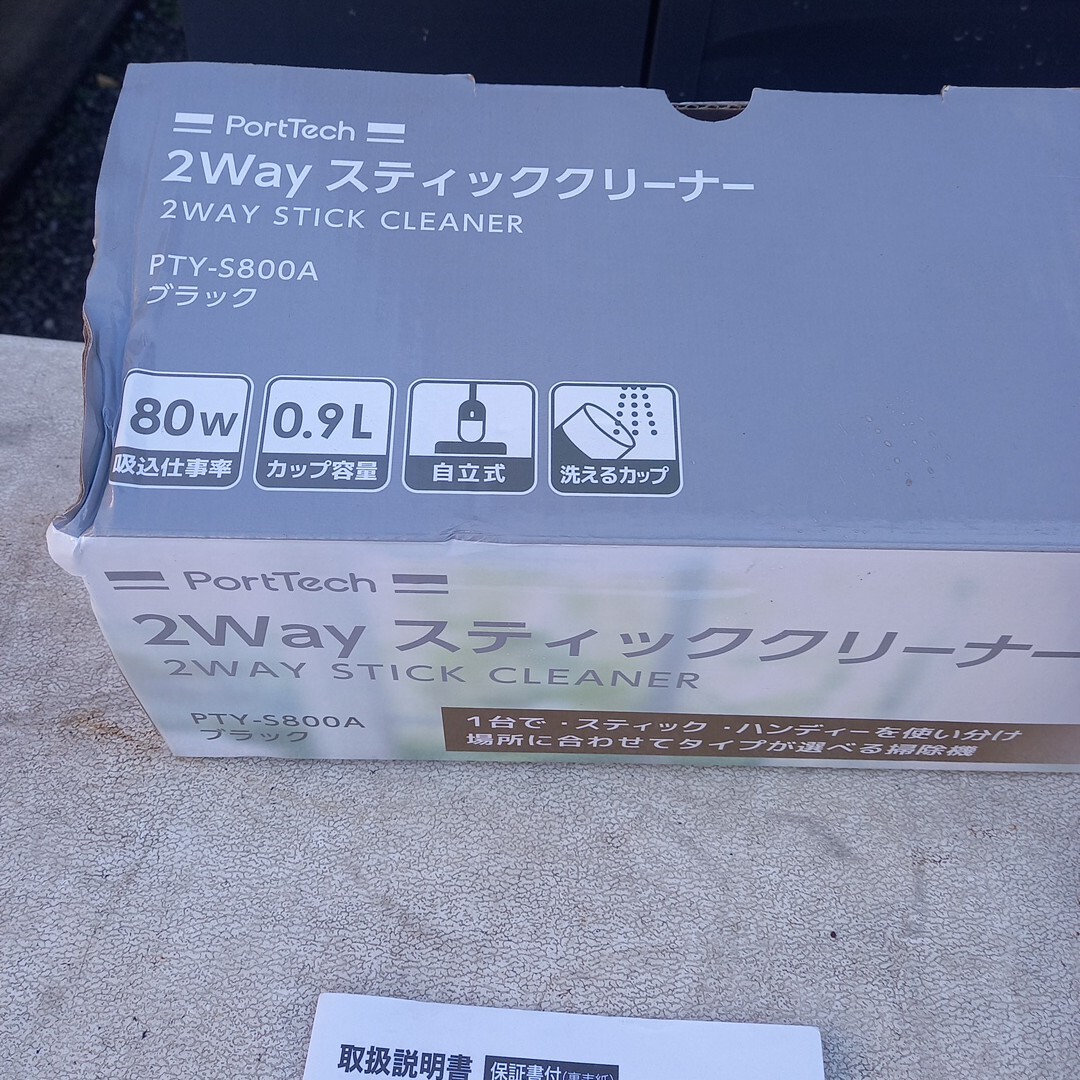 PortTech
2Way スティッククリーナー
2WAY STICK CLEANER
PTY-S800A
ブラック
80W
吸込仕事率
0.9L
カップ容量
自立式
洗えるカップ
PortTech
2Way スティッククリーナー
2WAY STICK CLEANER
PTY-S800A
ブラック
1台で・スティック・ハンディーを使い分け
場所に合わせてタイプが選べる掃除機
取扱説明書 保証書付(裏表紙)